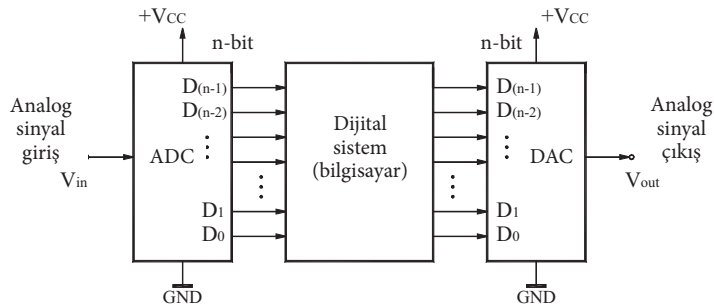 +VCC
+VCC
n-bit
n-bit
Analog
sinyal
giriş
Vin
ADC
D(n-1)
D(n-2)
D1
D0
Dijital
sistem
(bilgisayar)
D(n-1)
D(n-2)
DAC
D1
D0
Analog
sinyal
çıkış
Vout
GND
GND